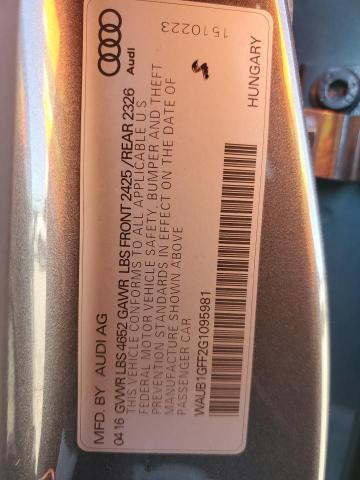 MFD. BY AUDI AG
04 16 GVWR LBS 4652 GAWR LBS FRONT 2425 /REAR 2326
THIS VEHICLE CONFORMS TO ALL APPLICABLE U S
FEDERAL MOTOR VEHICLE SAFETY, BUMPER AND THEFT
PREVENTION STANDARDS IN EFFECT ON THE DATE OF
MANUFACTURE SHOWN ABOVE
PASSENGER CAR
WAUB1GFF2G1095981
Audi
1510223
HUNGARY